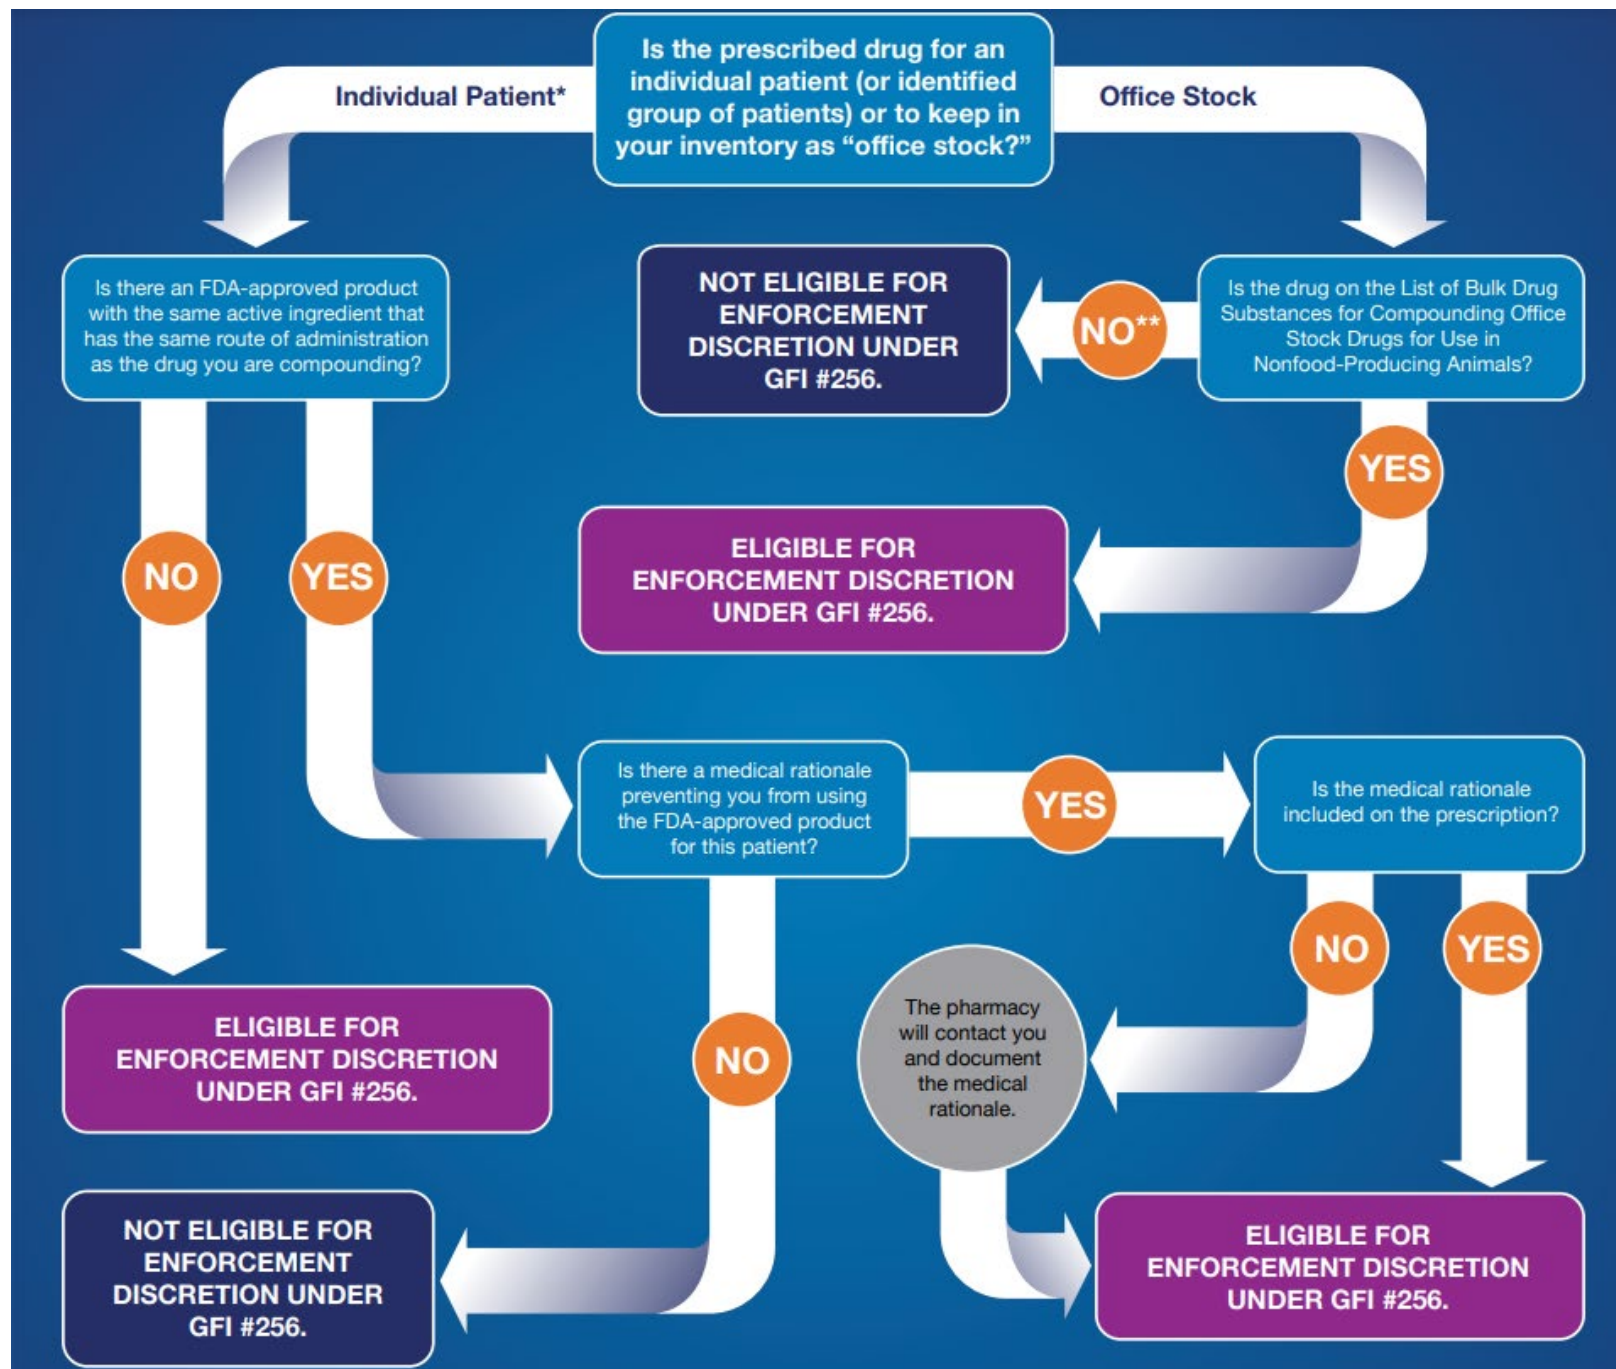 Is the prescribed drug for an
individual patient (or identified
group of patients) or to keep in
your inventory as “office stock?”
Individual Patient*
Office Stock
Is there an FDA-approved product
with the same active ingredient that
has the same route of administration
as the drug you are compounding?
NOT ELIGIBLE FOR
ENFORCEMENT
DISCRETION UNDER
GFI #256.
NO**
Is the drug on the List of Bulk Drug
Substances for Compounding Office
Stock Drugs for Use in
Nonfood-Producing Animals?
YES
ELIGIBLE FOR
ENFORCEMENT DISCRETION
UNDER GFI #256.
NO
YES
Is there a medical rationale
preventing you from using
the FDA-approved product
for this patient?
YES
Is the medical rationale
included on the prescription?
NO
YES
The pharmacy
will contact you
and document
the medical
rationale.
NO
ELIGIBLE FOR
ENFORCEMENT DISCRETION
UNDER GFI #256.
NOT ELIGIBLE FOR
ENFORCEMENT
DISCRETION UNDER
GFI #256.
ELIGIBLE FOR
ENFORCEMENT DISCRETION
UNDER GFI #256.